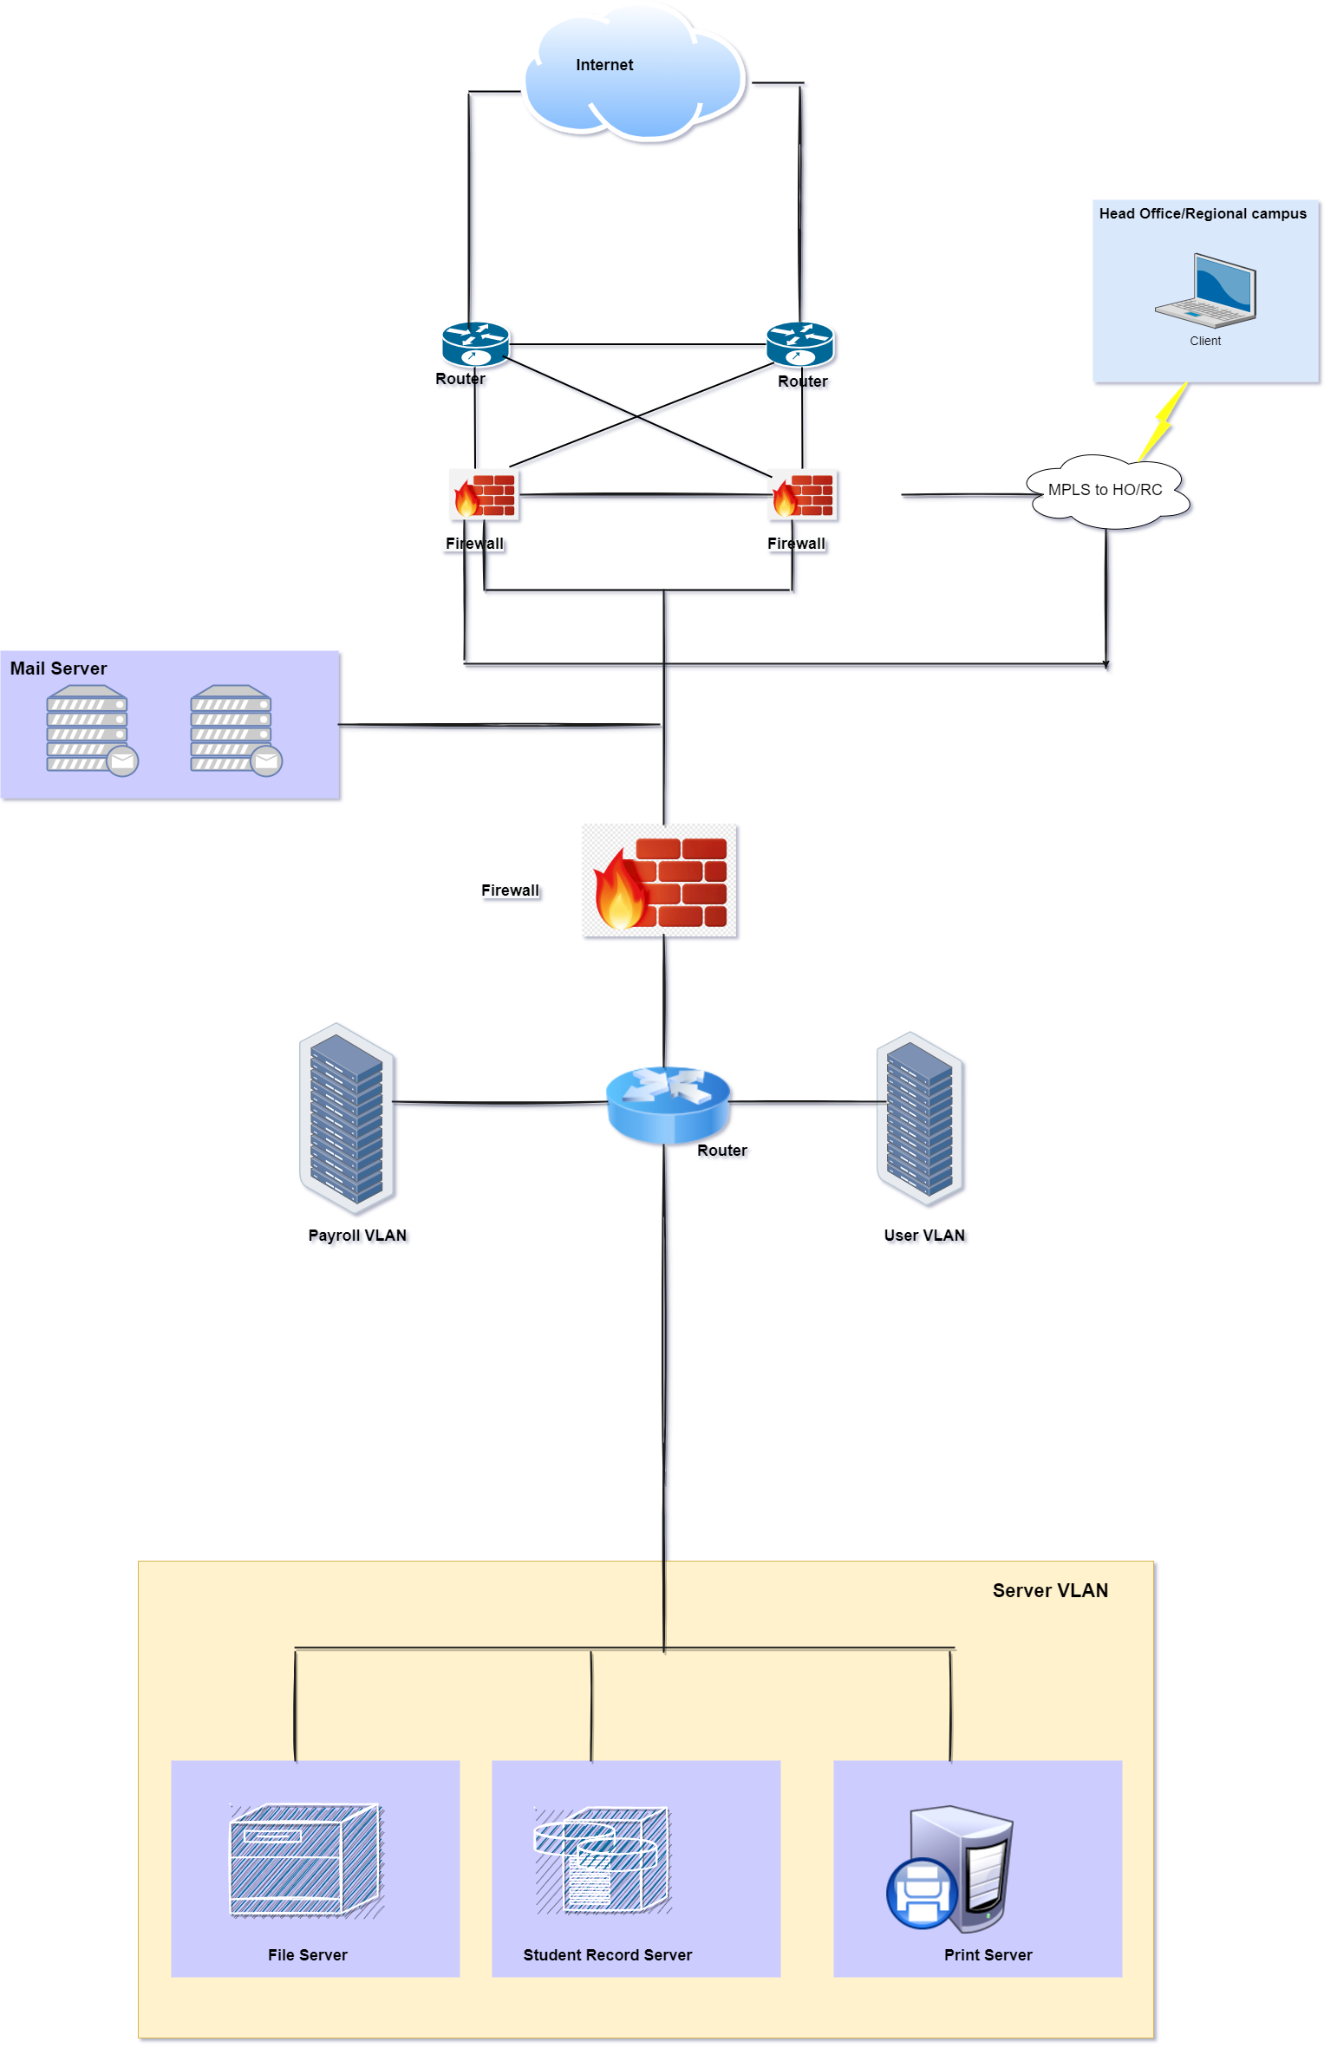 Internet
Head Office/Regional campus
Client
Router
Router
MPLS to HO/RC
Firewall
Firewall
Mail Server
Firewall
Router
Payroll VLAN
User VLAN
Server VLAN
File Server
Student Record Server
Print Server